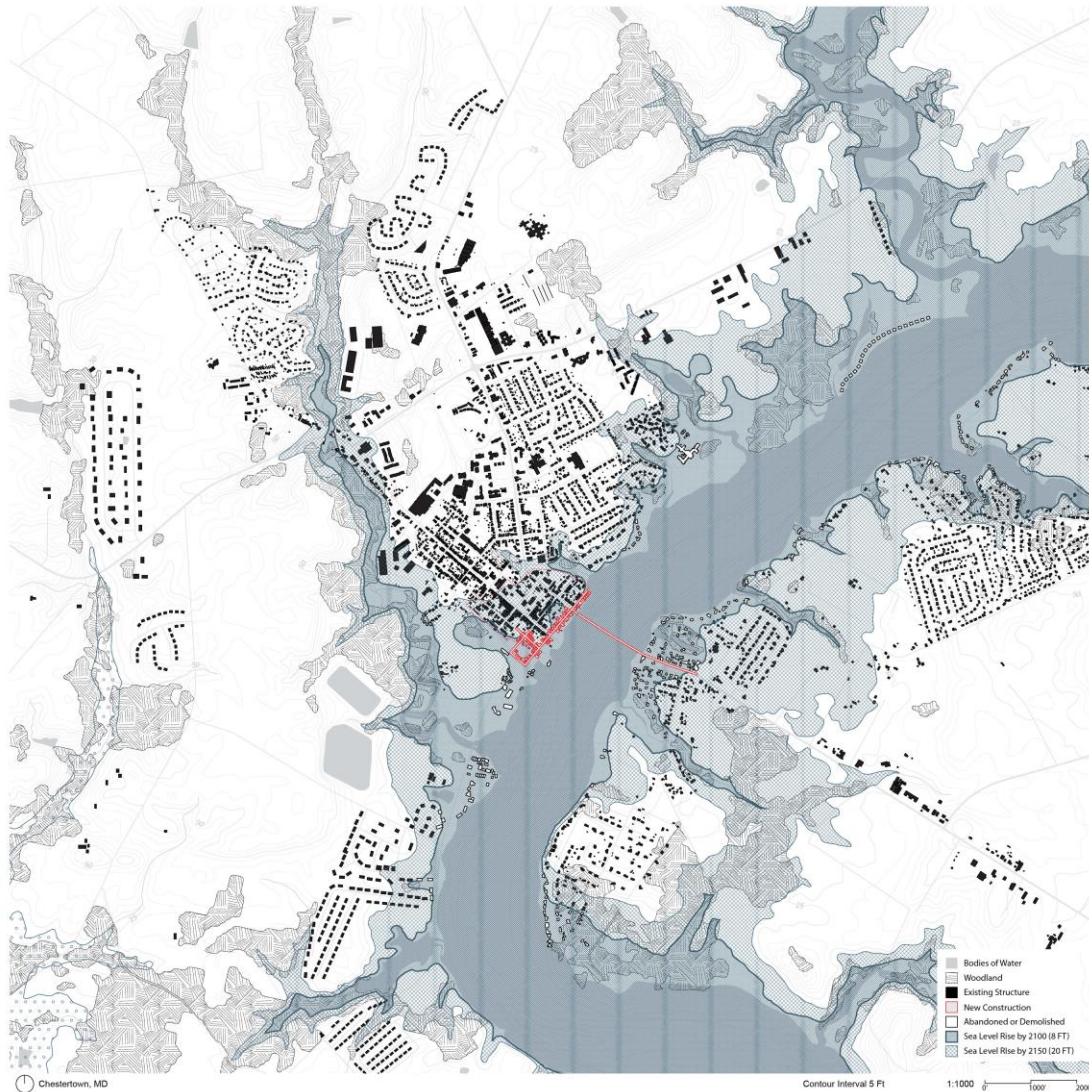 Bodies of Water
Woodland
Existing Structure
New Construction
Abandoned or Demolished
Sea Level Rise by 2100 (8 FT)
Sea Level Rise by 2150 (20 FT)
Chestertown, MD
Contour Interval 5 Ft
1:1000
0'
1000'